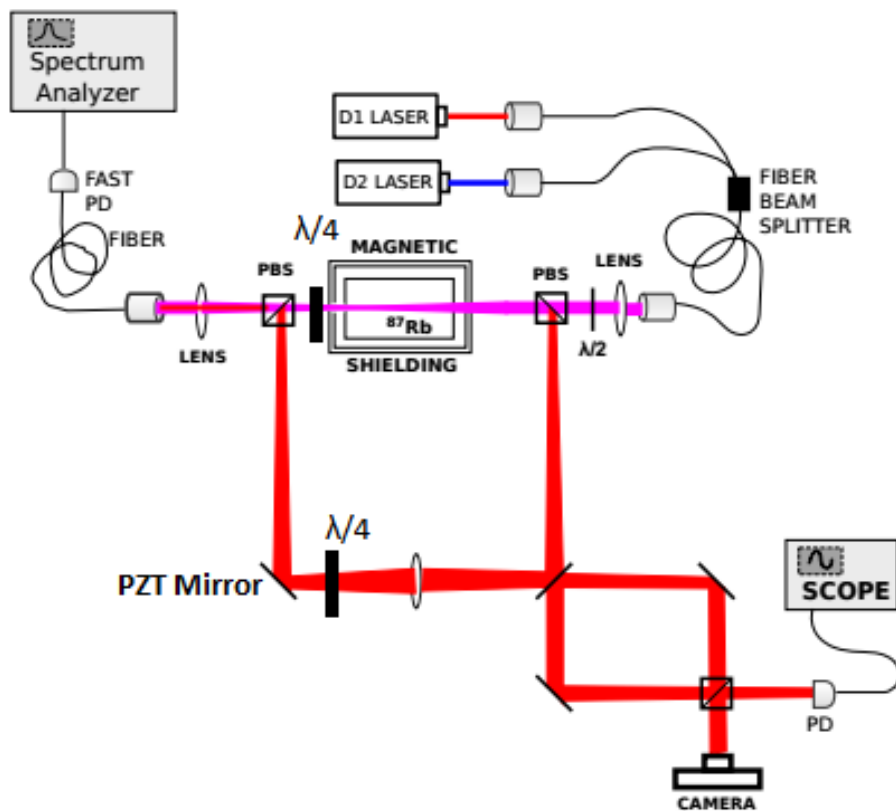 Spectrum
Analyzer
D1 LASER
D2 LASER
FAST
PD
FIBER
BEAM
SPLITTER
FIBER
λ/4
MAGNETIC
PBS
PBS
LENS
⁸⁷Rb
LENS
SHIELDING
λ/2
λ/4
PZT Mirror
SCOPE
PD
CAMERA